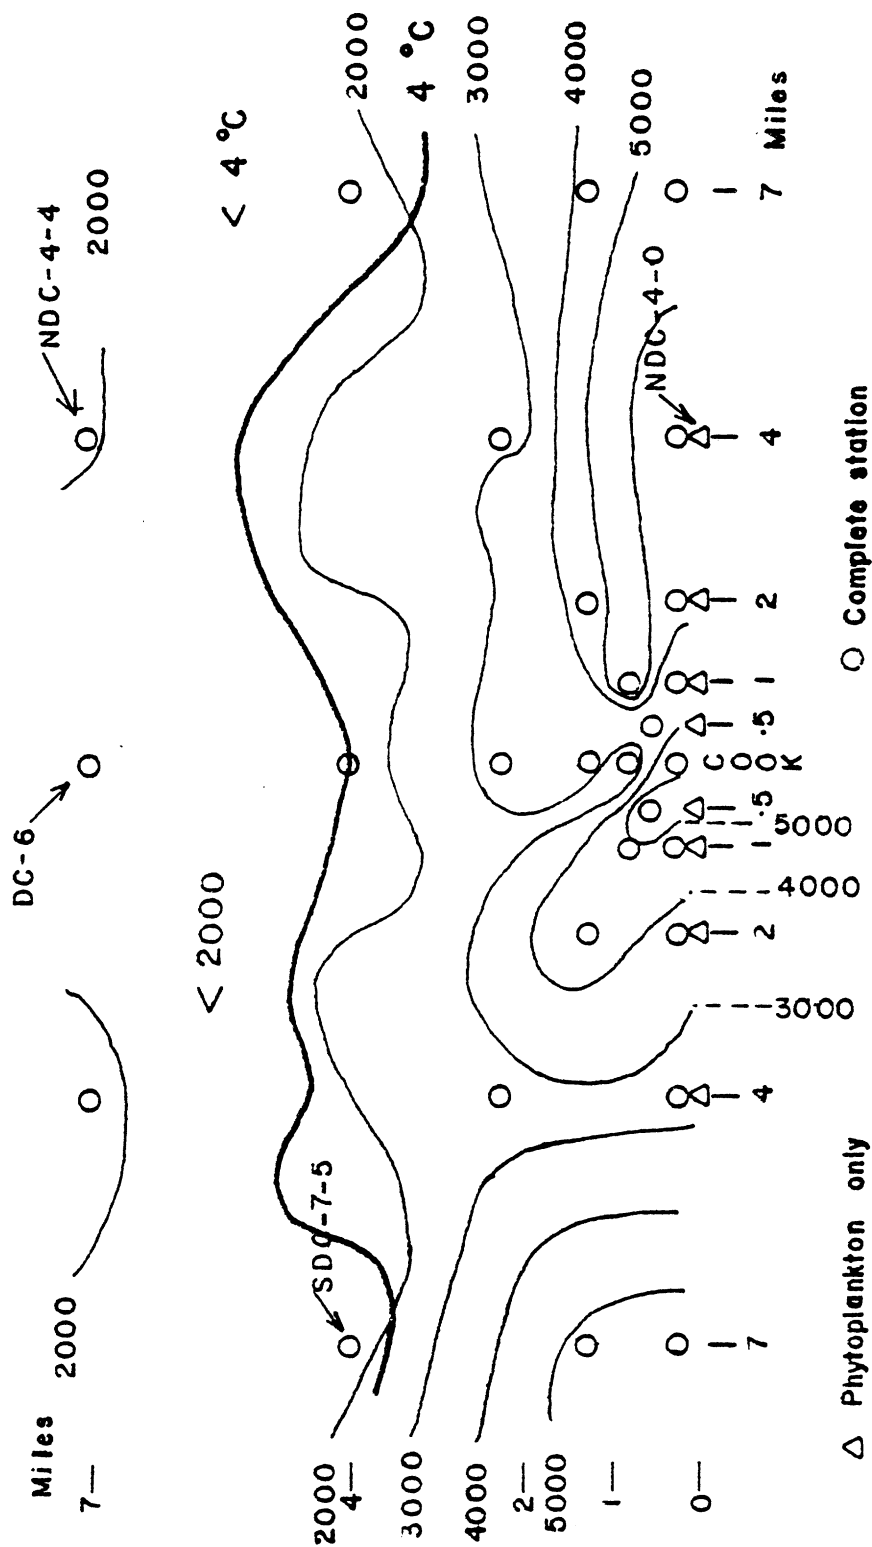 DC-6
Miles
NDC-4-4
7—
2000
2000
< 2000
< 4 °C
SDC-7-5
2000
2000
4—
4 °C
3000
3000
4000
4000
2—
5000
5000
1—
NDC-4-0
0—
7 4 2 1 .5 COOK .5 1 2 4 7 Miles
3000 4000 5000
△ Phytoplankton only
○ Complete station